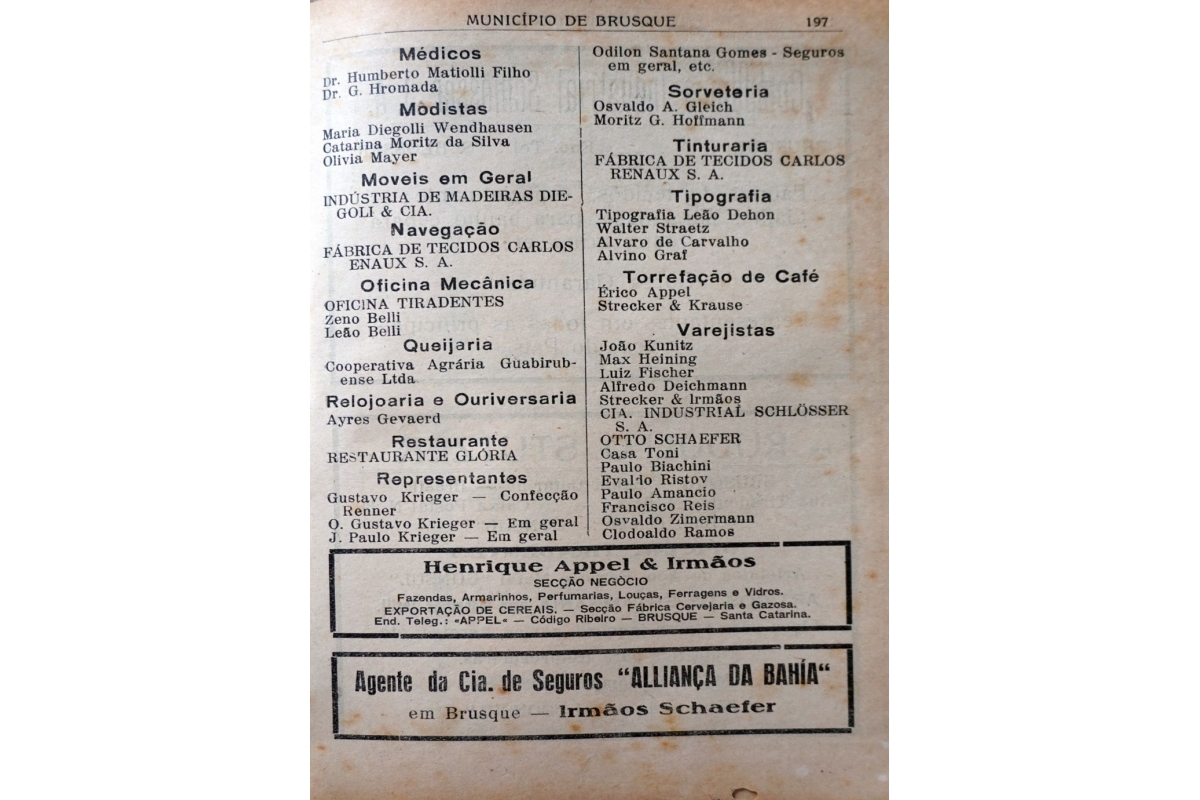 MUNICÍPIO DE BRUSQUE 197
Médicos
Dr. Humberto Matiolli Filho
Dr. G. Hromada
Modistas
Maria Diegolli Wendhausen
Catarina Moritz da Silva
Olivia Mayer
Moveis em Geral
INDÚSTRIA DE MADEIRAS DIE-
GOLI & CIA.
Navegação
FÁBRICA DE TECIDOS CARLOS
ENAUX S. A.
Oficina Mecânica
OFICINA TIRADENTES
Zeno Belli
Leão Belli
Queijaria
Cooperativa Agrária Guabirub-
ense Ltda
Relojoaria e Ouriversaria
Ayres Gevaerd
Restaurante
RESTAURANTE GLÓRIA
Representantes
Gustavo Krieger — Confecção
Renner
O. Gustavo Krieger — Em geral
J. Paulo Krieger — Em geral
Odilon Santana Gomes - Seguros
em geral, etc.
Sorveteria
Osvaldo A. Gleich
Moritz G. Hoffmann
Tinturaria
FÁBRICA DE TECIDOS CARLOS
RENAUX S. A.
Tipografia
Tipografia Leão Dehon
Walter Straetz
Alvaro de Carvalho
Alvino Graf
Torrefação de Café
Érico Appel
Strecker & Krause
Varejistas
João Kunitz
Max Heining
Luiz Fischer
Alfredo Deichmann
Strecker & Irmãos
CIA. INDUSTRIAL SCHLÖSSER
S. A.
OTTO SCHAEFER
Casa Toni
Paulo Biachini
Evaldo Ristov
Paulo Amancio
Francisco Reis
Osvaldo Zimermann
Clodoaldo Ramos
Henrique Appel & Irmãos
SECÇÃO NEGÒCIO
Fazendas, Armarinhos, Perfumarias, Louças, Ferragens e Vidros.
EXPORTAÇÃO DE CEREAIS. — Secção Fábrica Cervejaria e Gazosa.
End. Teleg.: «APPEL« — Código Ribeiro — BRUSQUE — Santa Catarina.
Agente da Cia. de Seguros "ALLIANÇA DA BAHÍA"
em Brusque — Irmãos Schaefer